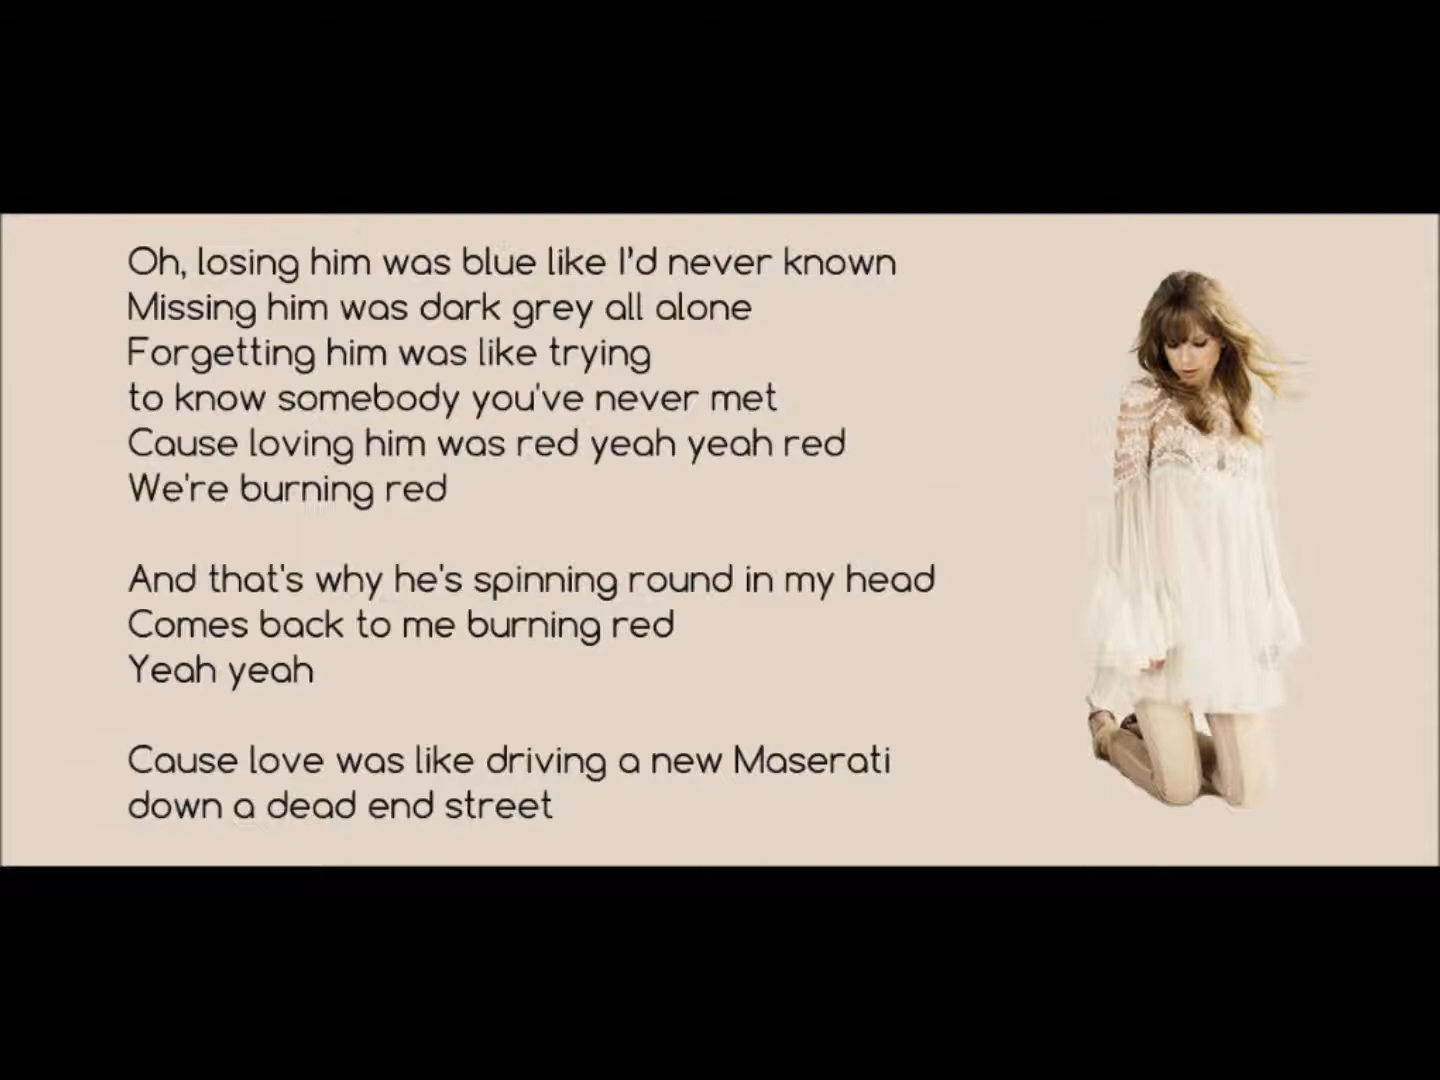 Oh, losing him was blue like I'd never known
Missing him was dark grey all alone
Forgetting him was like trying
to know somebody you've never met
Cause loving him was red yeah yeah red
We're burning red
And that's why he's spinning round in my head
Comes back to me burning red
Yeah yeah
Cause love was like driving a new Maserati
down a dead end street